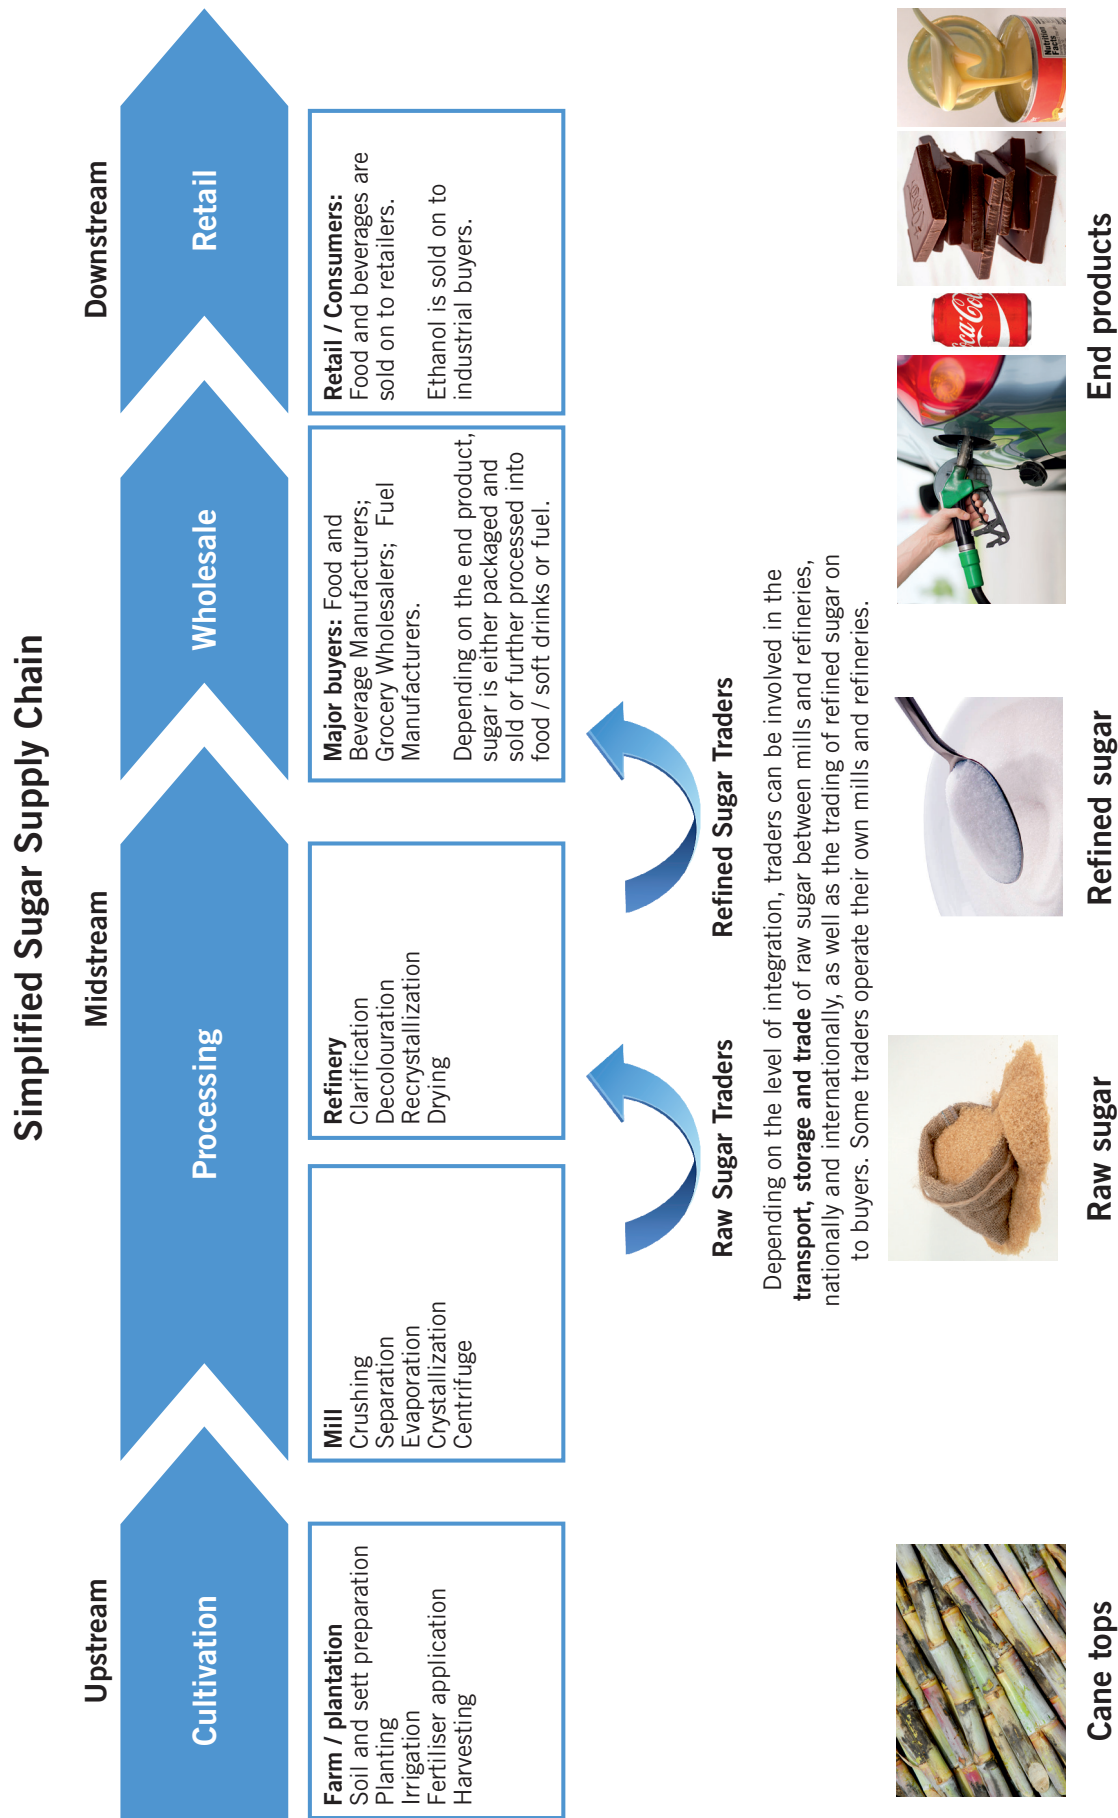 Simplified Sugar Supply Chain
Upstream
Midstream
Downstream
Cultivation
Processing
Wholesale
Retail
Farm / plantation
Soil and sett preparation
Planting
Irrigation
Fertiliser application
Harvesting
Mill
Crushing
Separation
Evaporation
Crystallization
Centrifuge
Refinery
Clarification
Decolouration
Recrystallization
Drying
Major buyers: Food and
Beverage Manufacturers;
Grocery Wholesalers; Fuel
Manufacturers.
Depending on the end product,
sugar is either packaged and
sold or further processed into
food / soft drinks or fuel.
Retail / Consumers:
Food and beverages are
sold on to retailers.
Ethanol is sold on to
industrial buyers.
Raw Sugar Traders
Refined Sugar Traders
Depending on the level of integration, traders can be involved in the
transport, storage and trade of raw sugar between mills and refineries,
nationally and internationally, as well as the trading of refined sugar on
to buyers. Some traders operate their own mills and refineries.
Coca-Cola
Nutrition
Facts
Cane tops
Raw sugar
Refined sugar
End products